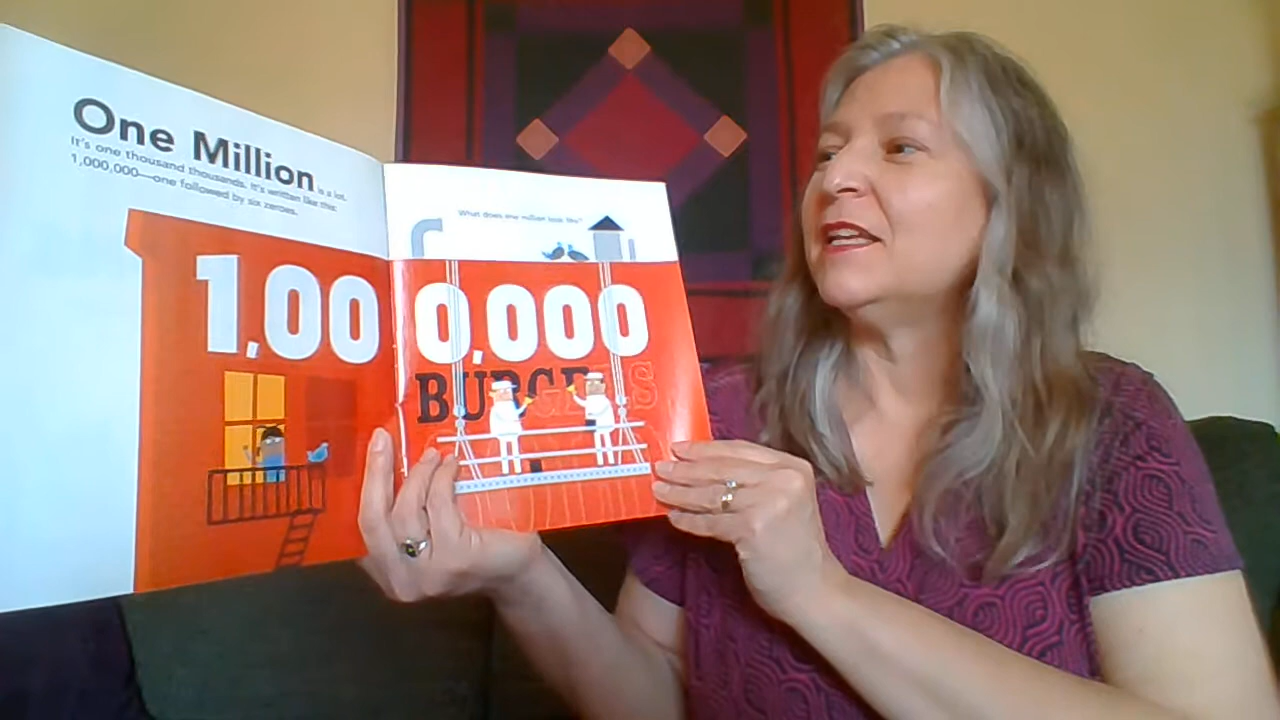 One Million is a lot.
It's one thousand thousands. It's written like this:
1,000,000—one followed by six zeroes.
What does one million look like?
1,000,000
BURGERS